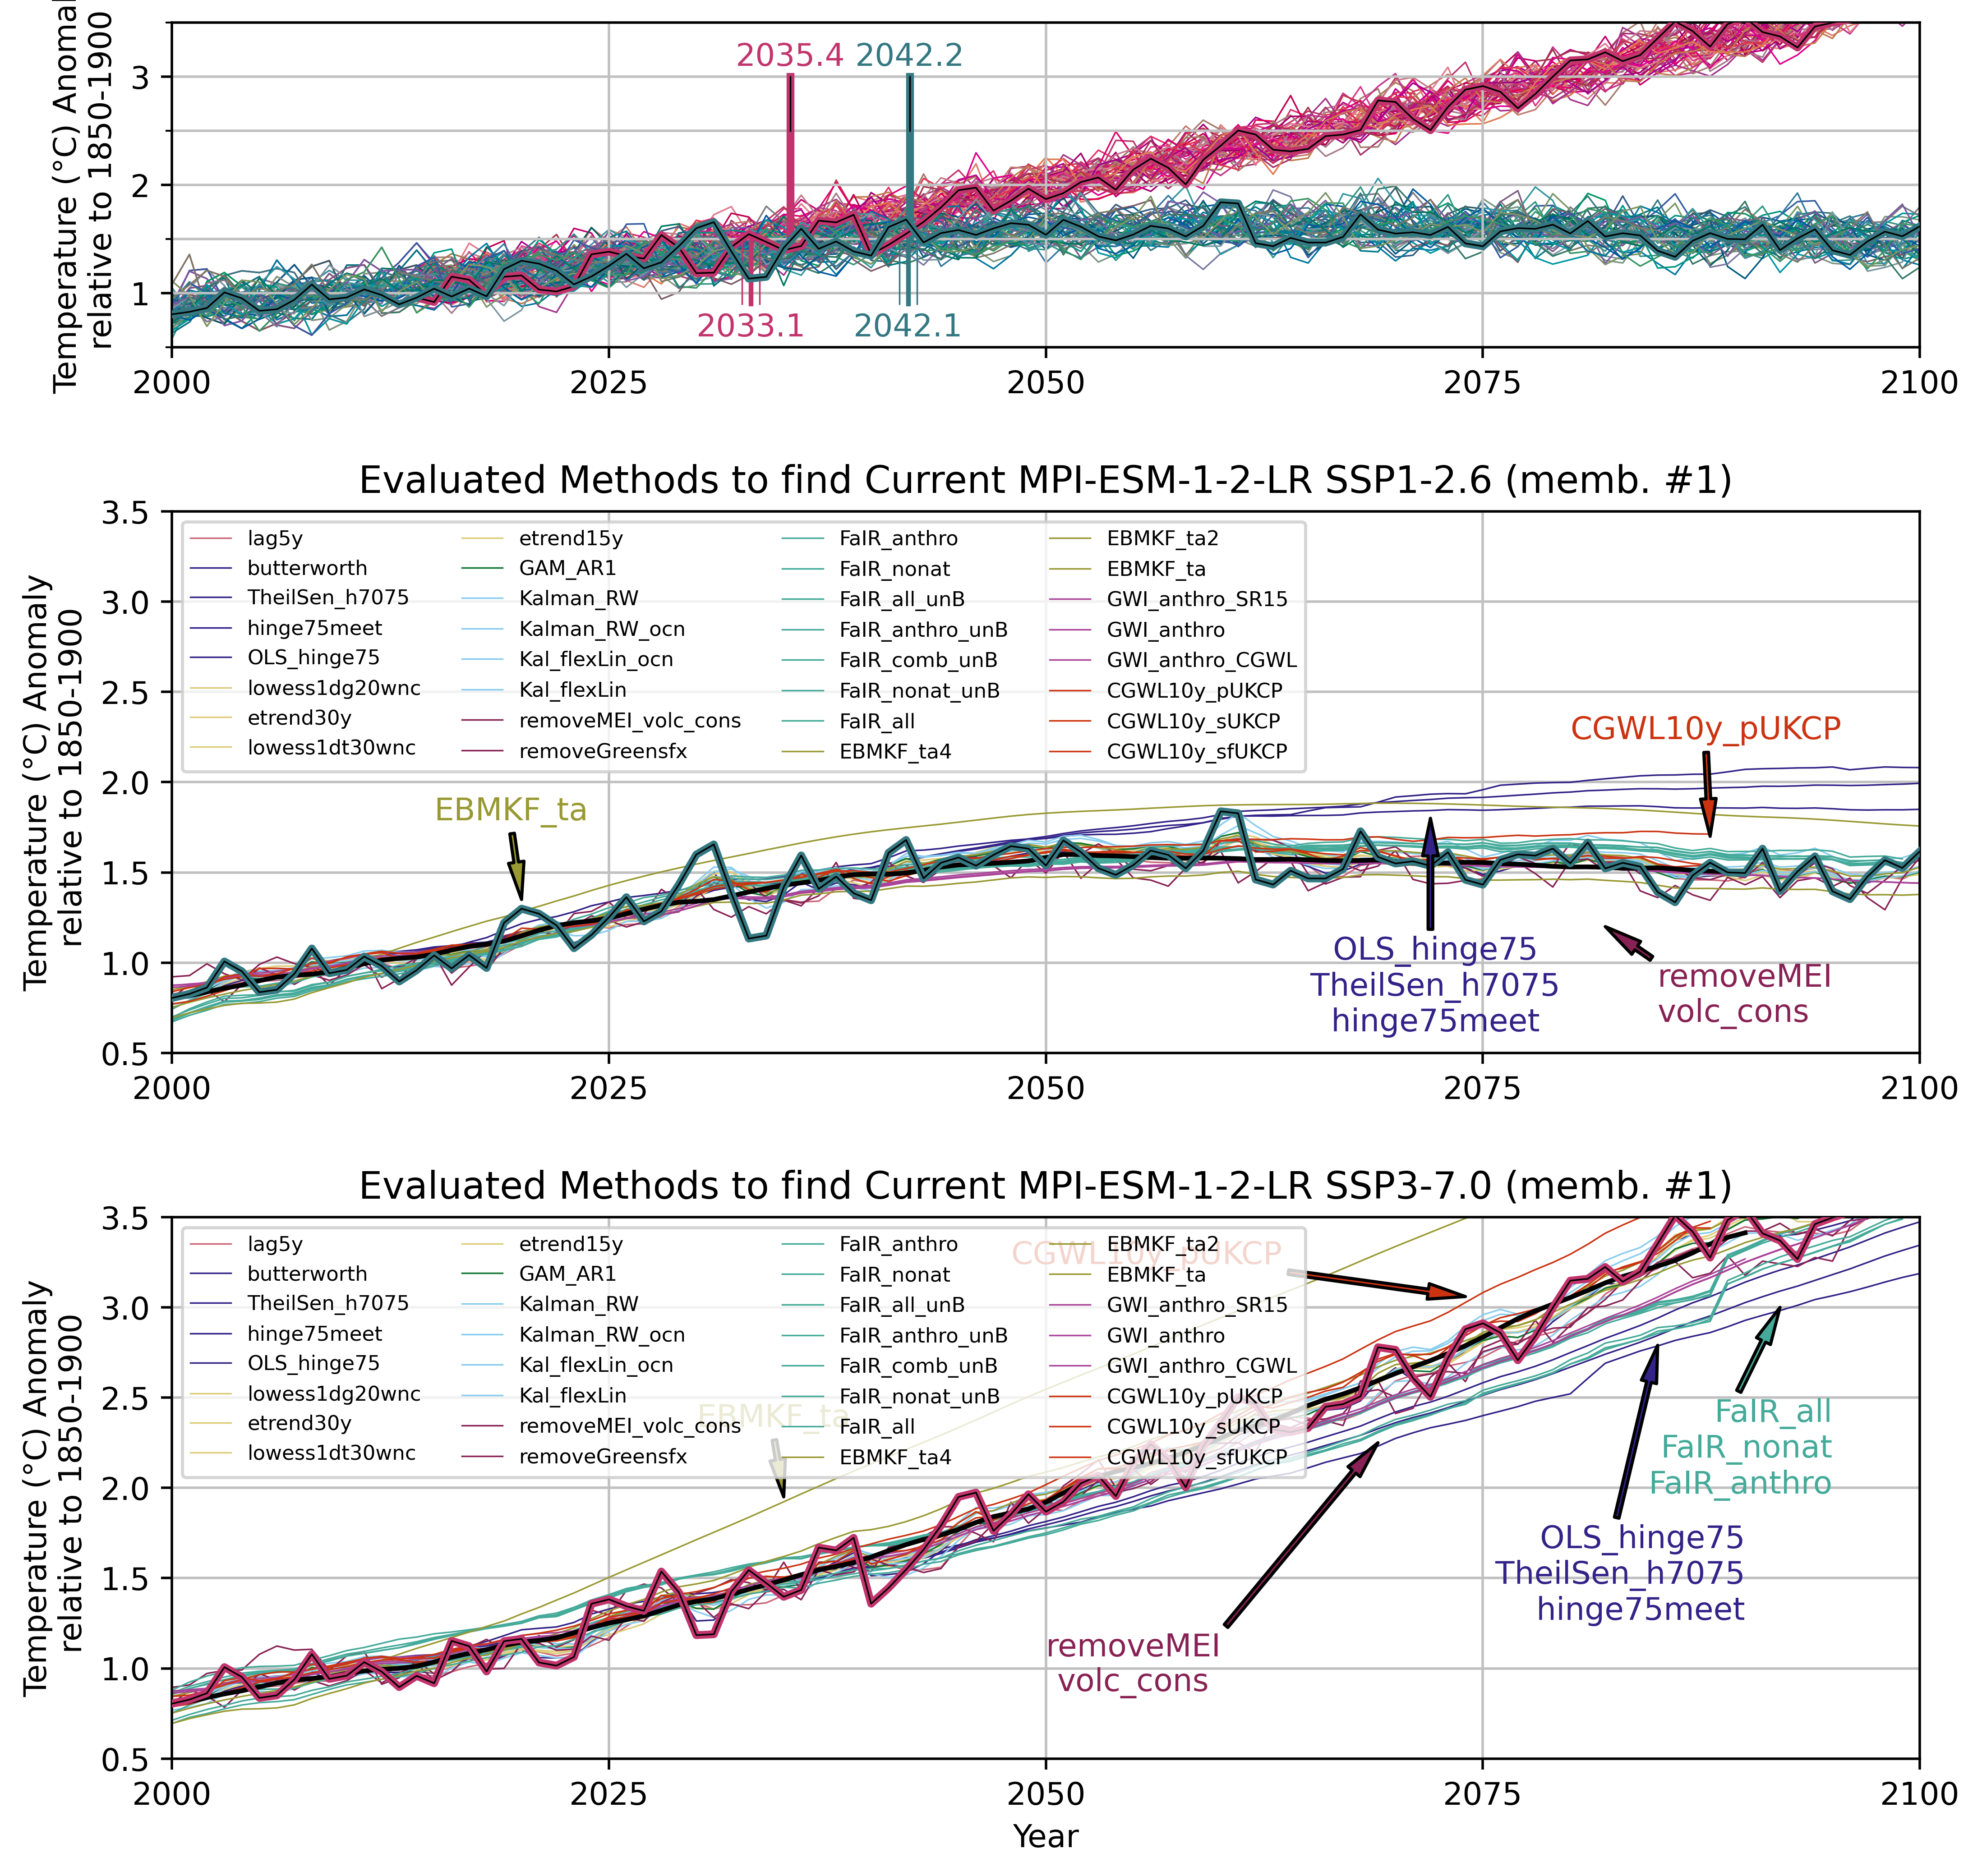 Temperature (°C) Anomaly
relative to 1850-1900
3
2
1
2035.4
2042.2
2033.1
2042.1
2000
2025
2050
2075
2100
Evaluated Methods to find Current MPI-ESM-1-2-LR SSP1-2.6 (memb. #1)
Temperature (°C) Anomaly
relative to 1850-1900
3.5
3.0
2.5
2.0
1.5
1.0
0.5
lag5y
butterworth
TheilSen_h7075
hinge75meet
OLS_hinge75
lowess1dg20wnc
etrend30y
lowess1dt30wnc
etrend15y
GAM_AR1
Kalman_RW
Kalman_RW_ocn
Kal_flexLin_ocn
Kal_flexLin
removeMEI_volc_cons
removeGreensfx
FaIR_anthro
FaIR_nonat
FaIR_all_unB
FaIR_anthro_unB
FaIR_comb_unB
FaIR_nonat_unB
FaIR_all
EBMKF_ta4
EBMKF_ta2
EBMKF_ta
GWI_anthro_SR15
GWI_anthro
GWI_anthro_CGWL
CGWL10y_pUKCP
CGWL10y_sUKCP
CGWL10y_sfUKCP
CGWL10y_pUKCP
EBMKF_ta
OLS_hinge75
TheilSen_h7075
hinge75meet
removeMEI
volc_cons
2000
2025
2050
2075
2100
Evaluated Methods to find Current MPI-ESM-1-2-LR SSP3-7.0 (memb. #1)
Temperature (°C) Anomaly
relative to 1850-1900
3.5
3.0
2.5
2.0
1.5
1.0
0.5
lag5y
butterworth
TheilSen_h7075
hinge75meet
OLS_hinge75
lowess1dg20wnc
etrend30y
lowess1dt30wnc
etrend15y
GAM_AR1
Kalman_RW
Kalman_RW_ocn
Kal_flexLin_ocn
Kal_flexLin
removeMEI_volc_cons
removeGreensfx
FaIR_anthro
FaIR_nonat
FaIR_all_unB
FaIR_anthro_unB
FaIR_comb_unB
FaIR_nonat_unB
FaIR_all
EBMKF_ta4
EBMKF_ta2
EBMKF_ta
GWI_anthro_SR15
GWI_anthro
GWI_anthro_CGWL
CGWL10y_pUKCP
CGWL10y_sUKCP
CGWL10y_sfUKCP
CGWL10y_pUKCP
EBMKF_ta
FaIR_all
FaIR_nonat
FaIR_anthro
OLS_hinge75
TheilSen_h7075
hinge75meet
removeMEI
volc_cons
2000
2025
2050
2075
2100
Year